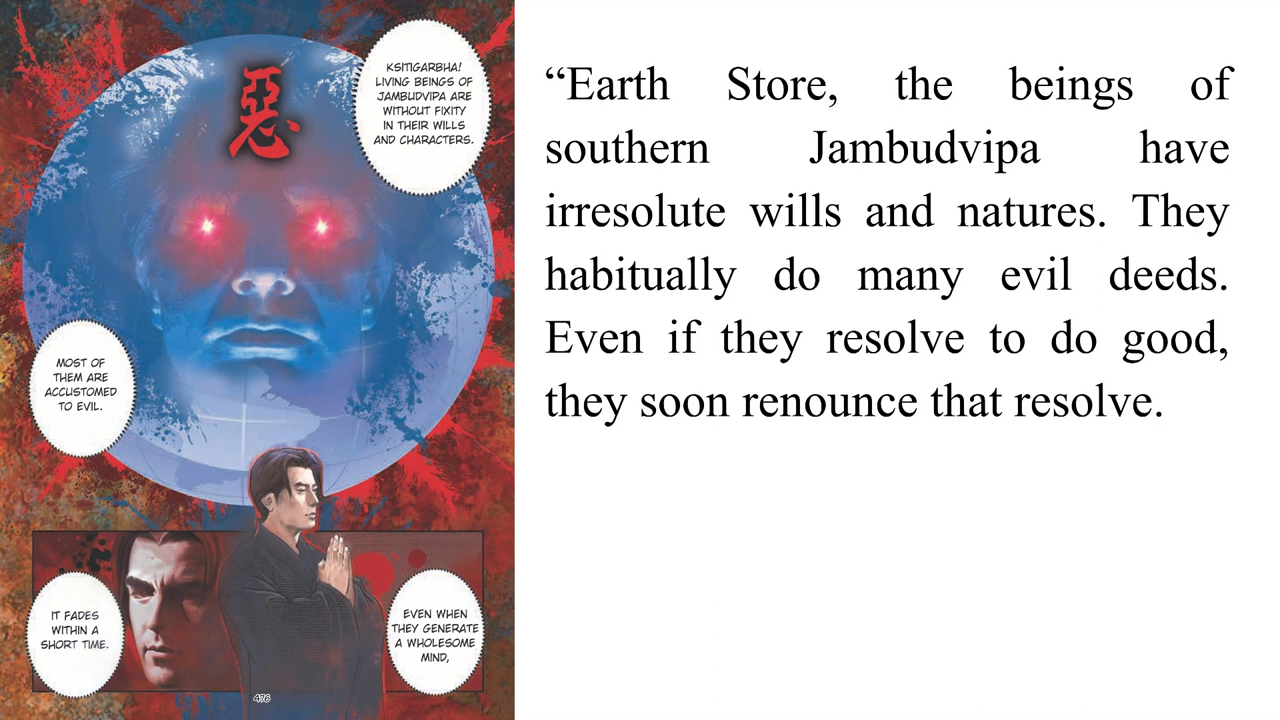 惡
KSITIGARBHA!
LIVING BEINGS OF
JAMBUDVIPA ARE
WITHOUT FIXITY
IN THEIR WILLS
AND CHARACTERS.
MOST OF
THEM ARE
ACCUSTOMED
TO EVIL.
EVEN WHEN
THEY GENERATE
A WHOLESOME
MIND,
IT FADES
WITHIN A
SHORT TIME.
476
“Earth Store, the beings of
southern Jambudvipa have
irresolute wills and natures. They
habitually do many evil deeds.
Even if they resolve to do good,
they soon renounce that resolve.